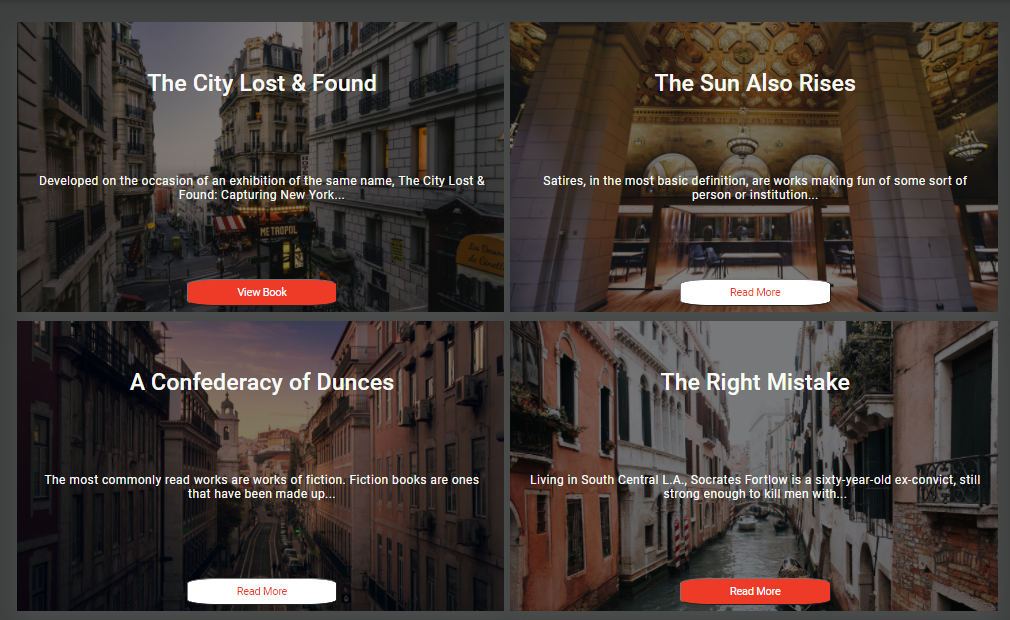 The City Lost & Found
Developed on the occasion of an exhibition of the same name, The City Lost &
Found: Capturing New York...
METROPOL
View Book
The Sun Also Rises
Satires, in the most basic definition, are works making fun of some sort of
person or institution...
Read More
A Confederacy of Dunces
The most commonly read works are works of fiction. Fiction books are ones
that have been made up...
Read More
The Right Mistake
Living in South Central L.A., Socrates Fortlow is a sixty-year-old ex-convict, still
strong enough to kill men with...
Read More